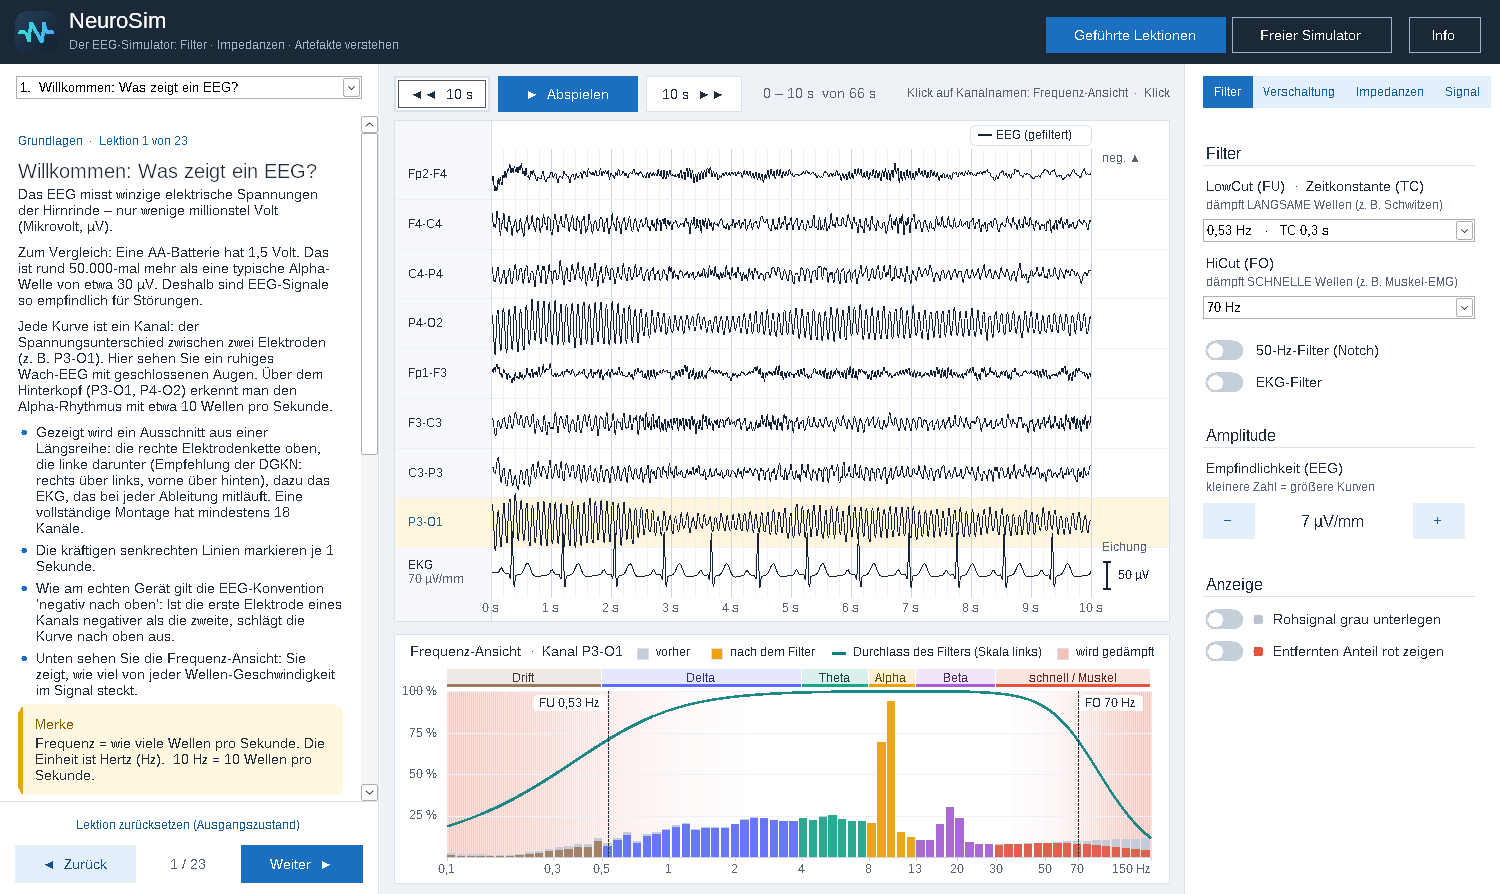 NeuroSim
Der EEG-Simulator: Filter · Impedanzen · Artefakte verstehen
Geführte Lektionen
Freier Simulator
Info
1.  Willkommen: Was zeigt ein EEG?
Grundlagen  ·  Lektion 1 von 23
Willkommen: Was zeigt ein EEG?
Das EEG misst winzige elektrische Spannungen
der Hirnrinde – nur wenige millionstel Volt
(Mikrovolt, µV).
Zum Vergleich: Eine AA-Batterie hat 1,5 Volt. Das
ist rund 50.000-mal mehr als eine typische Alpha-
Welle von etwa 30 µV. Deshalb sind EEG-Signale
so empfindlich für Störungen.
Jede Kurve ist ein Kanal: der
Spannungsunterschied zwischen zwei Elektroden
(z. B. P3-O1). Hier sehen Sie ein ruhiges
Wach-EEG mit geschlossenen Augen. Über dem
Hinterkopf (P3-O1, P4-O2) erkennt man den
Alpha-Rhythmus mit etwa 10 Wellen pro Sekunde.
• Gezeigt wird ein Ausschnitt aus einer
Längsreihe: die rechte Elektrodenkette oben,
die linke darunter (Empfehlung der DGKN:
rechts über links, vorne über hinten), dazu das
EKG, das bei jeder Ableitung mitläuft. Eine
vollständige Montage hat mindestens 18
Kanäle.
• Die kräftigen senkrechten Linien markieren je 1
Sekunde.
• Wie am echten Gerät gilt die EEG-Konvention
'negativ nach oben': Ist die erste Elektrode eines
Kanals negativer als die zweite, schlägt die
Kurve nach oben aus.
• Unten sehen Sie die Frequenz-Ansicht: Sie
zeigt, wie viel von jeder Wellen-Geschwindigkeit
im Signal steckt.
Merke
Frequenz = wie viele Wellen pro Sekunde. Die
Einheit ist Hertz (Hz).  10 Hz = 10 Wellen pro
Sekunde.
Lektion zurücksetzen (Ausgangszustand)
◄ Zurück
1 / 23
Weiter ►
◄◄ 10 s
► Abspielen
10 s ►►
0 – 10 s  von 66 s
Klick auf Kanalnamen: Frequenz-Ansicht  ·  Klick
EEG (gefiltert)
neg. ▲
Fp2-F4
F4-C4
C4-P4
P4-O2
Fp1-F3
F3-C3
C3-P3
P3-O1
EKG
70 µV/mm
Eichung
50 µV
0 s 1 s 2 s 3 s 4 s 5 s 6 s 7 s 8 s 9 s 10 s
Frequenz-Ansicht  ·  Kanal P3-O1
vorher
nach dem Filter
Durchlass des Filters (Skala links)
wird gedämpft
Drift Delta Theta Alpha Beta schnell / Muskel
100 %
75 %
50 %
25 %
FU 0,53 Hz
FO 70 Hz
0,1 0,3 0,5 1 2 4 8 13 20 30 50 70 150 Hz
Filter
Verschaltung
Impedanzen
Signal
Filter
LowCut (FU)  ·  Zeitkonstante (TC)
dämpft LANGSAME Wellen (z. B. Schwitzen)
0,53 Hz   ·   TC 0,3 s
HiCut (FO)
dämpft SCHNELLE Wellen (z. B. Muskel-EMG)
70 Hz
50-Hz-Filter (Notch)
EKG-Filter
Amplitude
Empfindlichkeit (EEG)
kleinere Zahl = größere Kurven
−
7 µV/mm
+
Anzeige
Rohsignal grau unterlegen
Entfernten Anteil rot zeigen